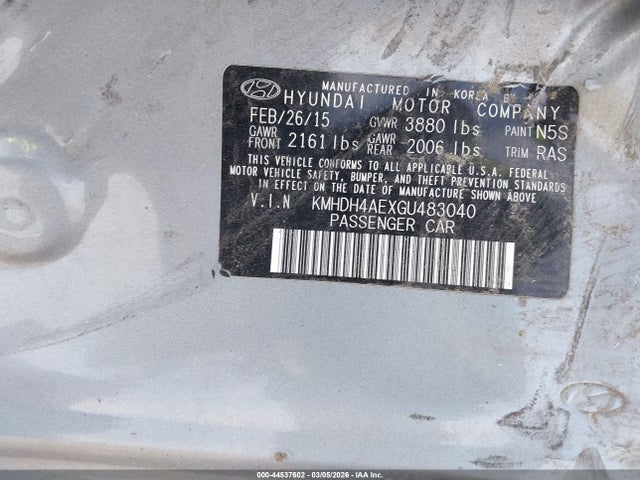 MANUFACTURED IN KOREA B
HYUNDAI MOTOR COMPANY
FEB/26/15 GVWR 3880 lbs PAINT N5S
GAWR FRONT 2161 lbs GAWR REAR 2006 lbs TRIM RAS
THIS VEHICLE CONFORMS TO ALL APPLICABLE U.S.A. FEDERAL
MOTOR VEHICLE SAFETY, BUMPER, AND THEFT PREVENTION STANDARDS
IN EFFECT ON THE DATE OF MANUFACTURE SHOWN ABOVE
V.I.N KMHDH4AEXGU483040
PASSENGER CAR
000-44537602 - 03/05/2026 - IAA Inc.